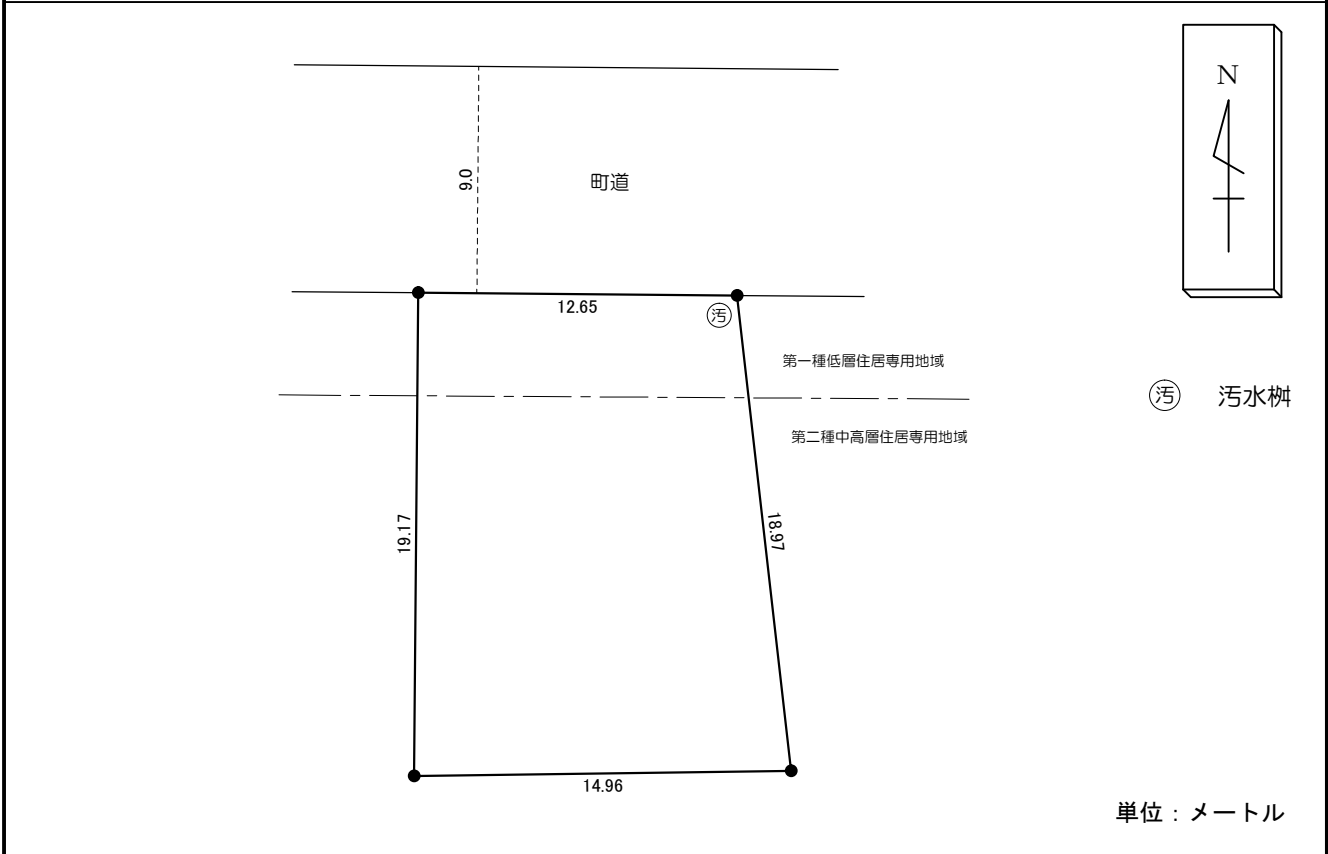 N
9.0
町道
12.65
汚
第一種低層住居専用地域
汚 汚水桝
第二種中高層住居専用地域
19.17
18.97
14.96
単位：メートル